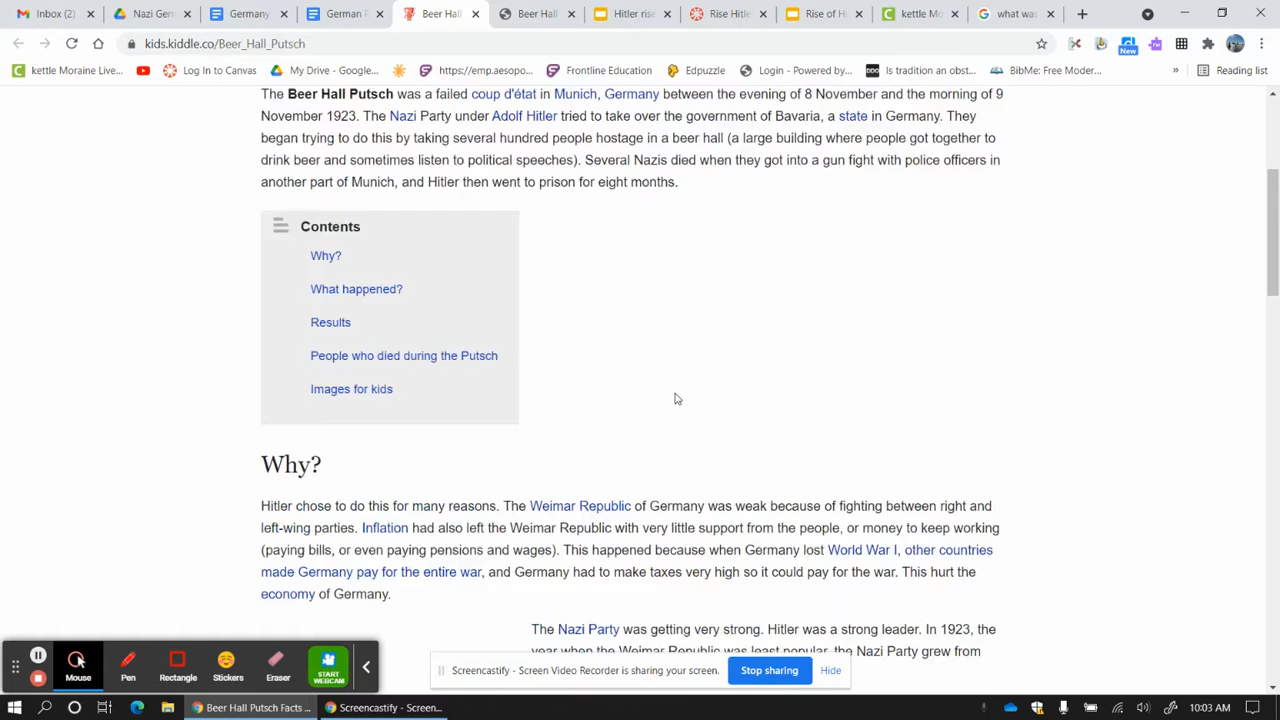 Inbox (2)
Nazi Germ
Germany
German P
Beer Hall
Beer Hall
Hitler rise
Rise Hitle
Rise of Hi
kettle Mo
what was
kids.kiddle.co/Beer_Hall_Putsch
New
kettle Moraine Live...
Log In to Canvas
My Drive - Google...
https://emp.aesopo...
Frontline Education
Edpuzzle
Login - Powered by...
Is tradition an obst...
BibMe: Free Moder...
»
Reading list
The Beer Hall Putsch was a failed coup d'état in Munich, Germany between the evening of 8 November and the morning of 9
November 1923. The Nazi Party under Adolf Hitler tried to take over the government of Bavaria, a state in Germany. They
began trying to do this by taking several hundred people hostage in a beer hall (a large building where people got together to
drink beer and sometimes listen to political speeches). Several Nazis died when they got into a gun fight with police officers in
another part of Munich, and Hitler then went to prison for eight months.
Contents
Why?
What happened?
Results
People who died during the Putsch
Images for kids
Why?
Hitler chose to do this for many reasons. The Weimar Republic of Germany was weak because of fighting between right and
left-wing parties. Inflation had also left the Weimar Republic with very little support from the people, or money to keep working
(paying bills, or even paying pensions and wages). This happened because when Germany lost World War I, other countries
made Germany pay for the entire war, and Germany had to make taxes very high so it could pay for the war. This hurt the
economy of Germany.
The Nazi Party was getting very strong. Hitler was a strong leader. In 1923, the
year when the Weimar Republic was least popular, the Nazi Party grew from
Mouse
Pen
Rectangle
Stickers
Eraser
START
WEBCAM
Screencastify - Screen Video Recorder is sharing your screen.
Stop sharing
Hide
Beer Hall Putsch Facts ...
Screencastify - Screen...
10:03 AM